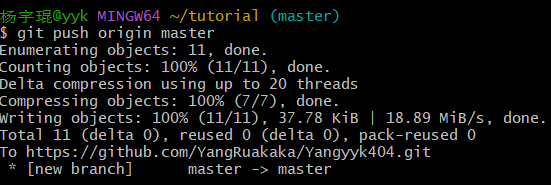 杨宇琨@yyk MINGW64 ~/tutorial (master)
$ git push origin master
Enumerating objects: 11, done.
Counting objects: 100% (11/11), done.
Delta compression using up to 20 threads
Compressing objects: 100% (7/7), done.
Writing objects: 100% (11/11), 37.78 KiB | 18.89 MiB/s, done.
Total 11 (delta 0), reused 0 (delta 0), pack-reused 0
To https://github.com/YangRuakaka/Yangyyk404.git
 * [new branch]      master -> master